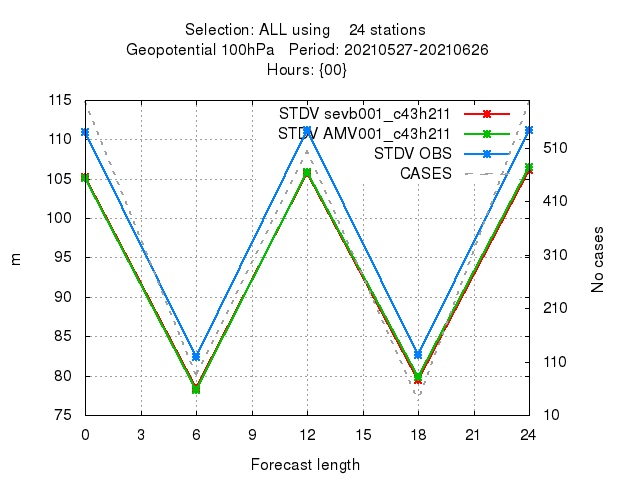 Selection: ALL using    24 stations
Geopotential 100hPa   Period: 20210527-20210626
Hours: {00}
STDV sevb001_c43h211
STDV AMV001_c43h211
STDV OBS
CASES
115
110
105
100
95
90
85
80
75
m
510
410
310
210
110
10
No cases
0 3 6 9 12 15 18 21 24
Forecast length